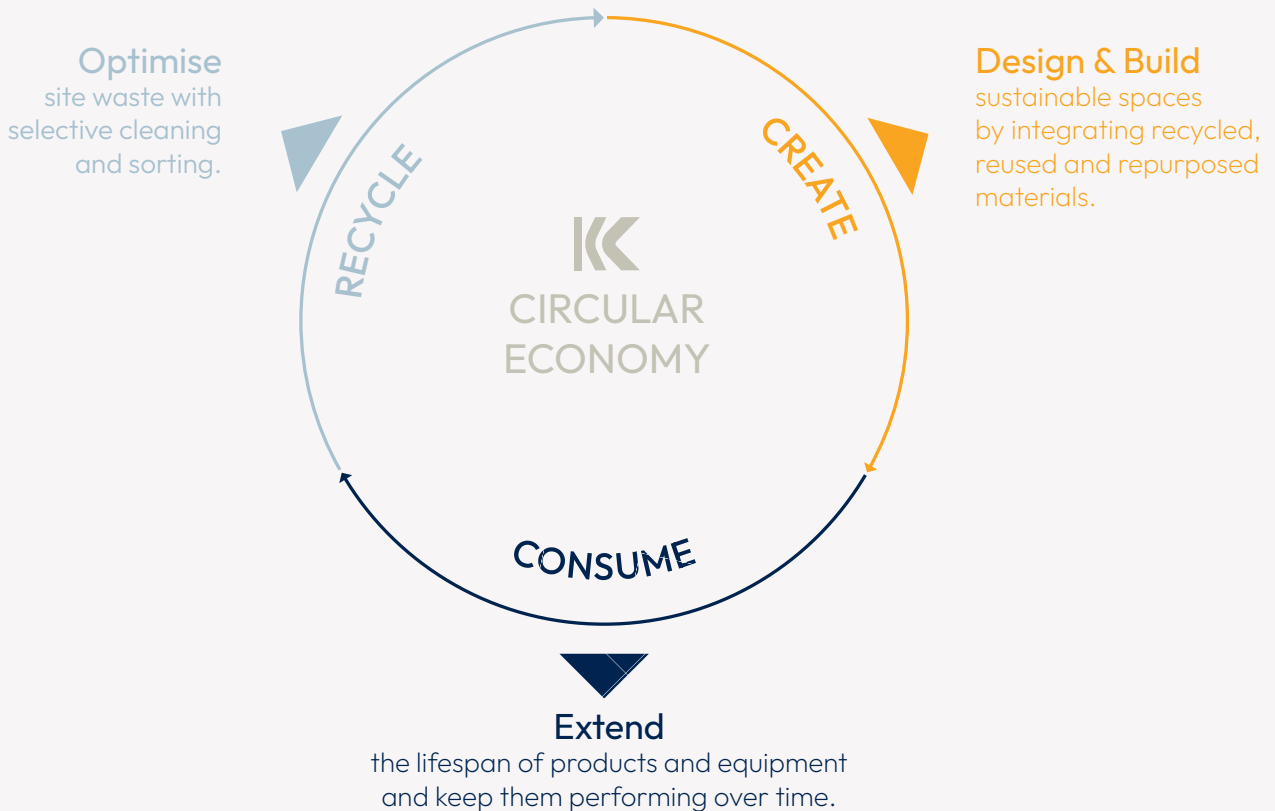 Optimise
site waste with
selective cleaning
and sorting.
Design & Build
sustainable spaces
by integrating recycled,
reused and repurposed
materials.
RECYCLE
CREATE
CIRCULAR
ECONOMY
CONSUME
Extend
the lifespan of products and equipment
and keep them performing over time.